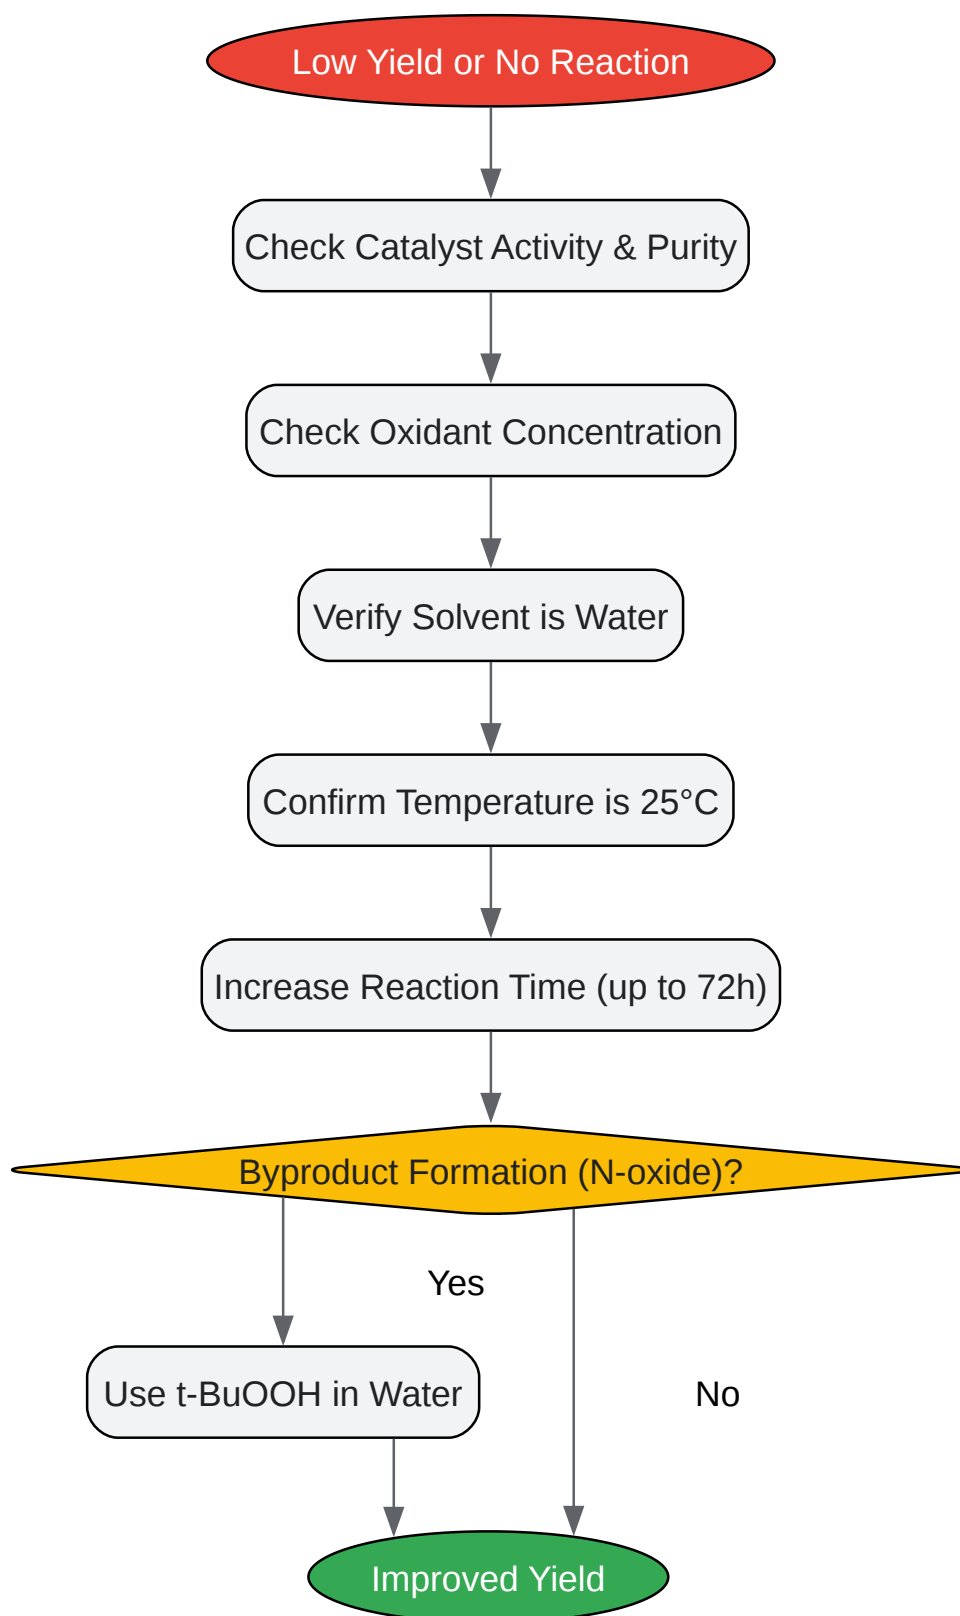 Low Yield or No Reaction
Check Catalyst Activity & Purity
Check Oxidant Concentration
Verify Solvent is Water
Confirm Temperature is 25°C
Increase Reaction Time (up to 72h)
Byproduct Formation (N-oxide)?
Yes
Use t-BuOOH in Water
No
Improved Yield